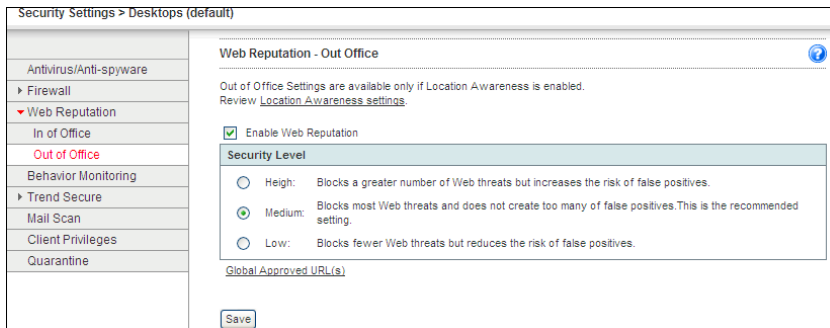 Security Settings > Desktops (default)
Antivirus/Anti-spyware
Firewall
Web Reputation
In of Office
Out of Office
Behavior Monitoring
Trend Secure
Mail Scan
Client Privileges
Quarantine
Web Reputation - Out Office
?
Out of Office Settings are available only if Location Awareness is enabled.
Review Location Awareness settings.
Enable Web Reputation
Security Level
Heigh: Blocks a greater number of Web threats but increases the risk of false positives.
Medium: Blocks most Web threats and does not create too many of false positives.This is the recommended
setting.
Low: Blocks fewer Web threats but reduces the risk of false positives.
Global Approved URL(s)
Save